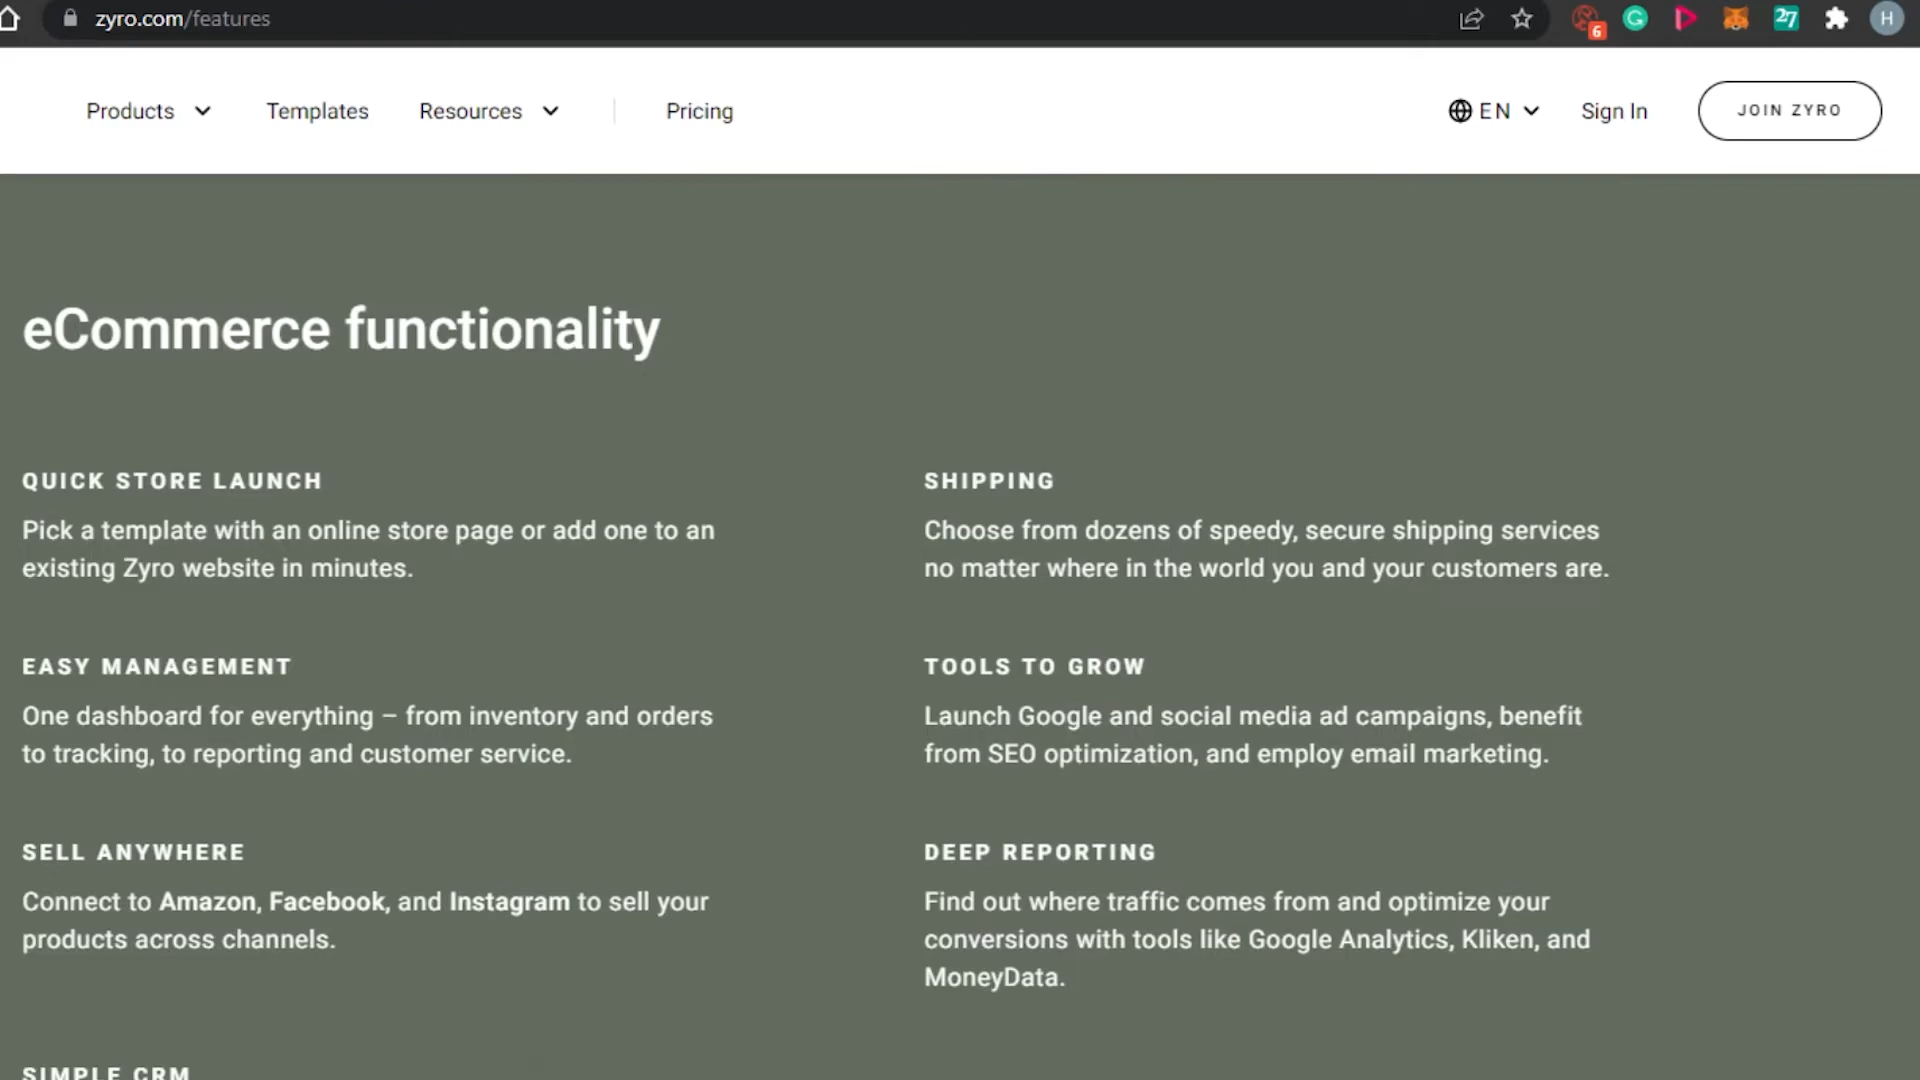 zyro.com/features
6
27
H
Products
Templates
Resources
Pricing
EN
Sign In
JOIN ZYRO
eCommerce functionality
QUICK STORE LAUNCH
Pick a template with an online store page or add one to an
existing Zyro website in minutes.
SHIPPING
Choose from dozens of speedy, secure shipping services
no matter where in the world you and your customers are.
EASY MANAGEMENT
One dashboard for everything – from inventory and orders
to tracking, to reporting and customer service.
TOOLS TO GROW
Launch Google and social media ad campaigns, benefit
from SEO optimization, and employ email marketing.
SELL ANYWHERE
Connect to Amazon, Facebook, and Instagram to sell your
products across channels.
DEEP REPORTING
Find out where traffic comes from and optimize your
conversions with tools like Google Analytics, Kliken, and
MoneyData.
SIMPLE CRM